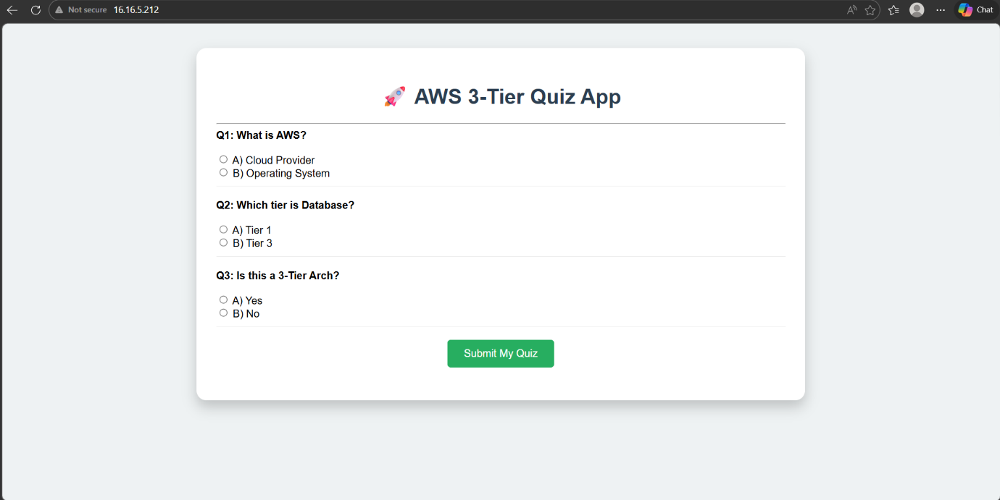 Not secure 16.16.5.212
Chat
🚀 AWS 3-Tier Quiz App
Q1: What is AWS?
A) Cloud Provider
B) Operating System
Q2: Which tier is Database?
A) Tier 1
B) Tier 3
Q3: Is this a 3-Tier Arch?
A) Yes
B) No
Submit My Quiz